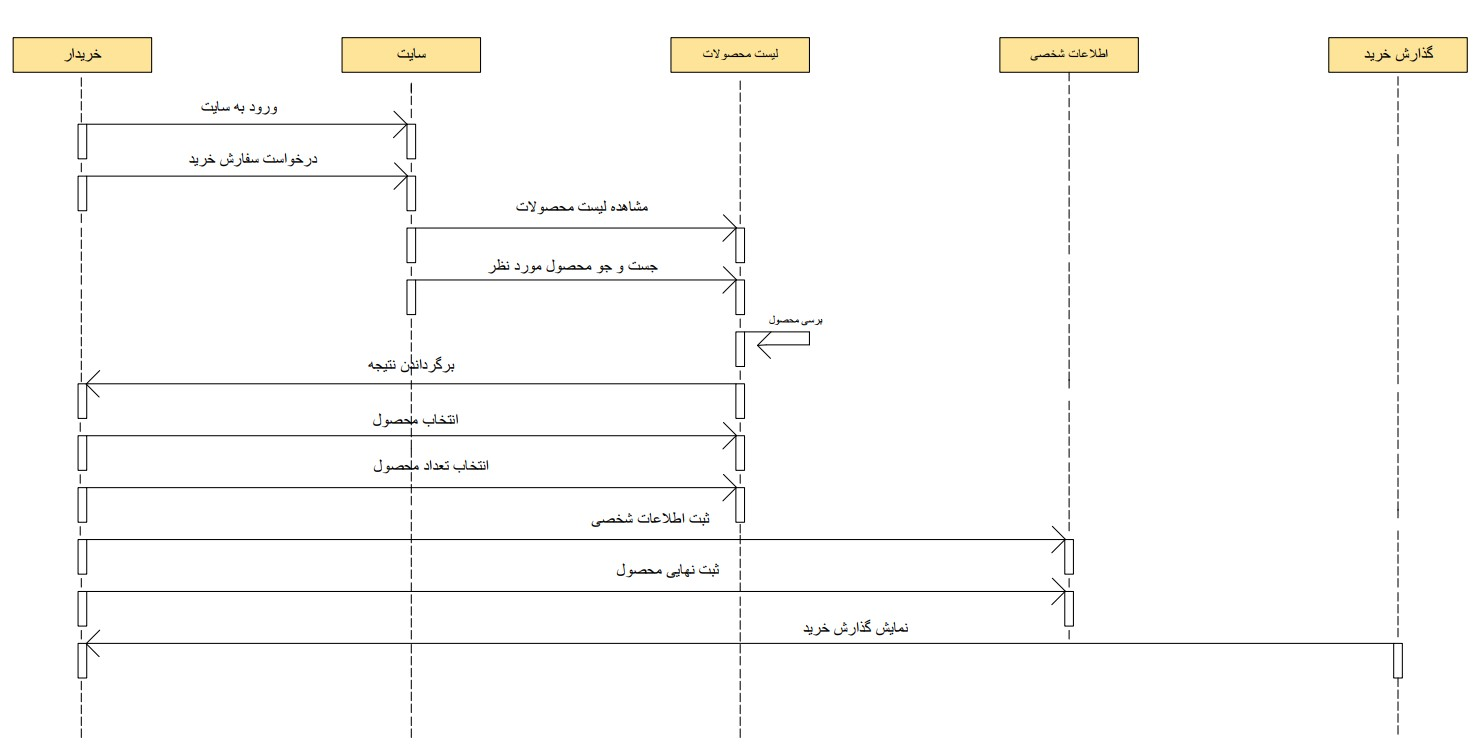 خریدار
سایت
لیست محصولات
اطلاعات شخصی
گذارش خرید
ورود به سایت
درخواست سفارش خرید
مشاهده لیست محصولات
جست و جو محصول مورد نظر
برسی محصول
برگرداندن نتیجه
انتخاب محصول
انتخاب تعداد محصول
ثبت اطلاعات شخصی
ثبت نهایی محصول
نمایش گذارش خرید